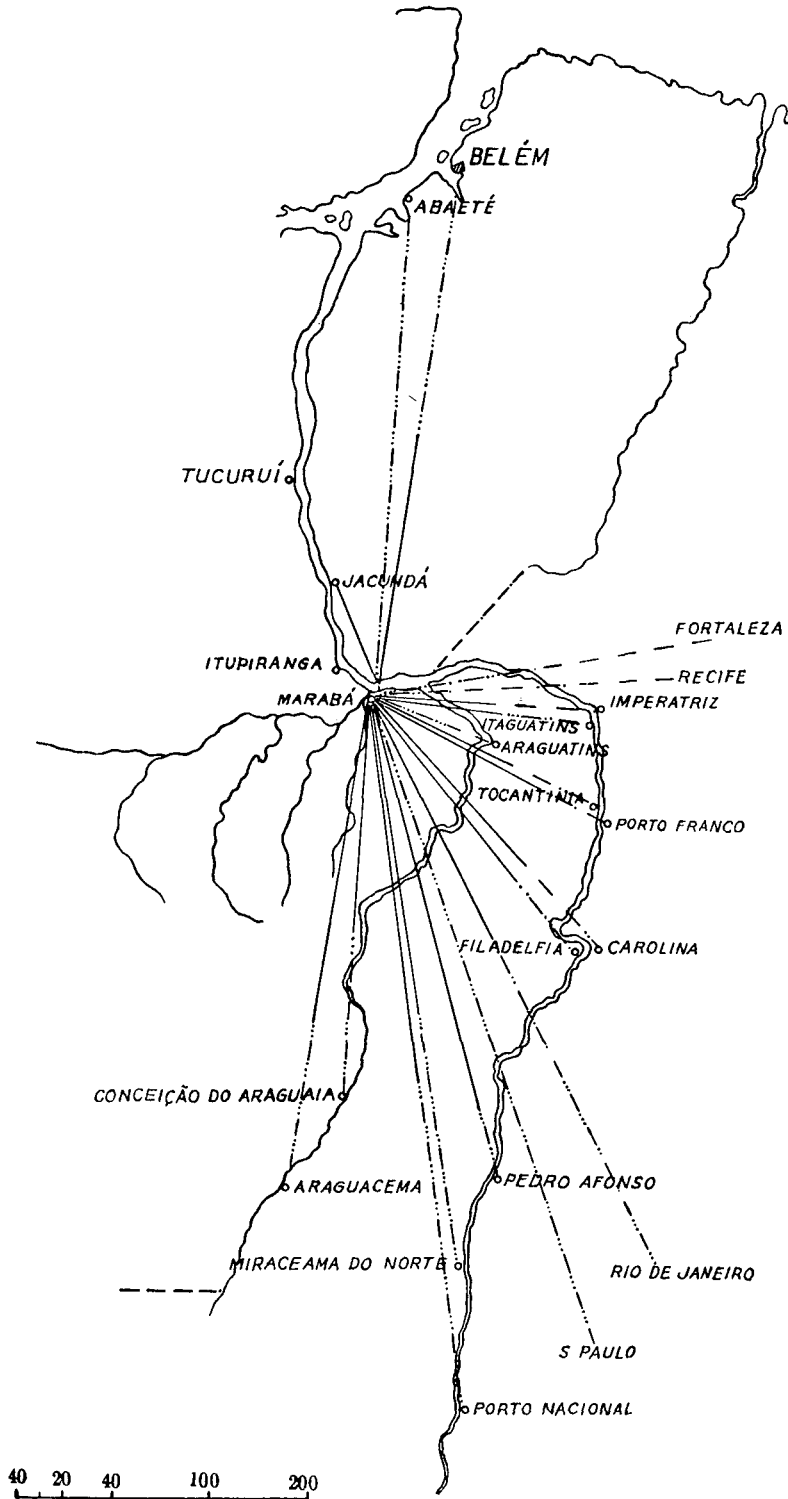 BELÉM
ABAETÉ
TUCURUÍ
JACUNDÁ
FORTALEZA
ITUPIRANGA
RECIFE
MARABÁ
IMPERATRIZ
ITAGUATINS
ARAGUATINS
TOCANTINIA
PORTO FRANCO
FILADELFIA
CAROLINA
CONCEIÇÃO DO ARAGUAIA
PEDRO AFONSO
ARAGUACEMA
MIRACEAMA DO NORTE
RIO DE JANEIRO
S PAULO
PORTO NACIONAL
40 20 40 100 200